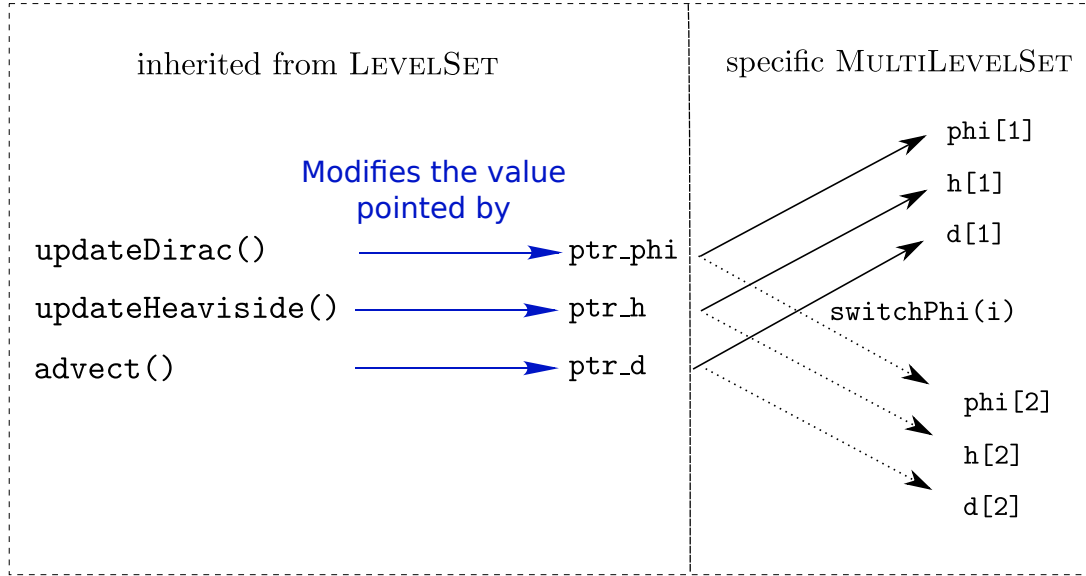 inherited from LEVELSET
specific MULTILEVELSET
Modifies the value
pointed by
updateDirac()
ptr_phi
updateHeaviside()
ptr_h
advect()
ptr_d
phi[1]
h[1]
d[1]
switchPhi(i)
phi[2]
h[2]
d[2]